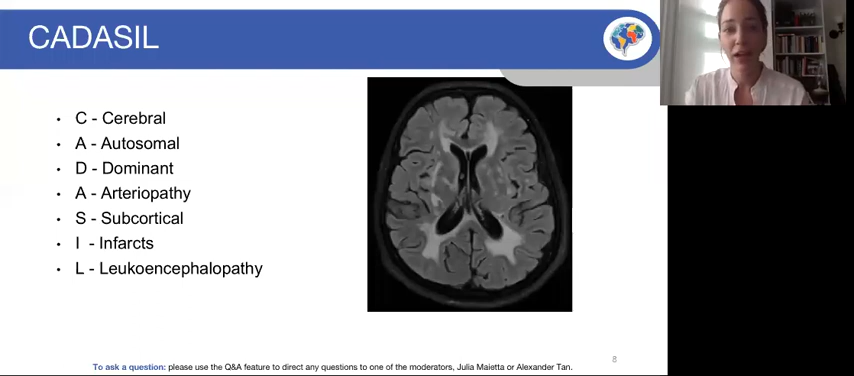 CADASIL
• C - Cerebral
• A - Autosomal
• D - Dominant
• A - Arteriopathy
• S - Subcortical
• I - Infarcts
• L - Leukoencephalopathy
8
To ask a question: please use the Q&A feature to direct any questions to one of the moderators, Julia Maietta or Alexander Tan.